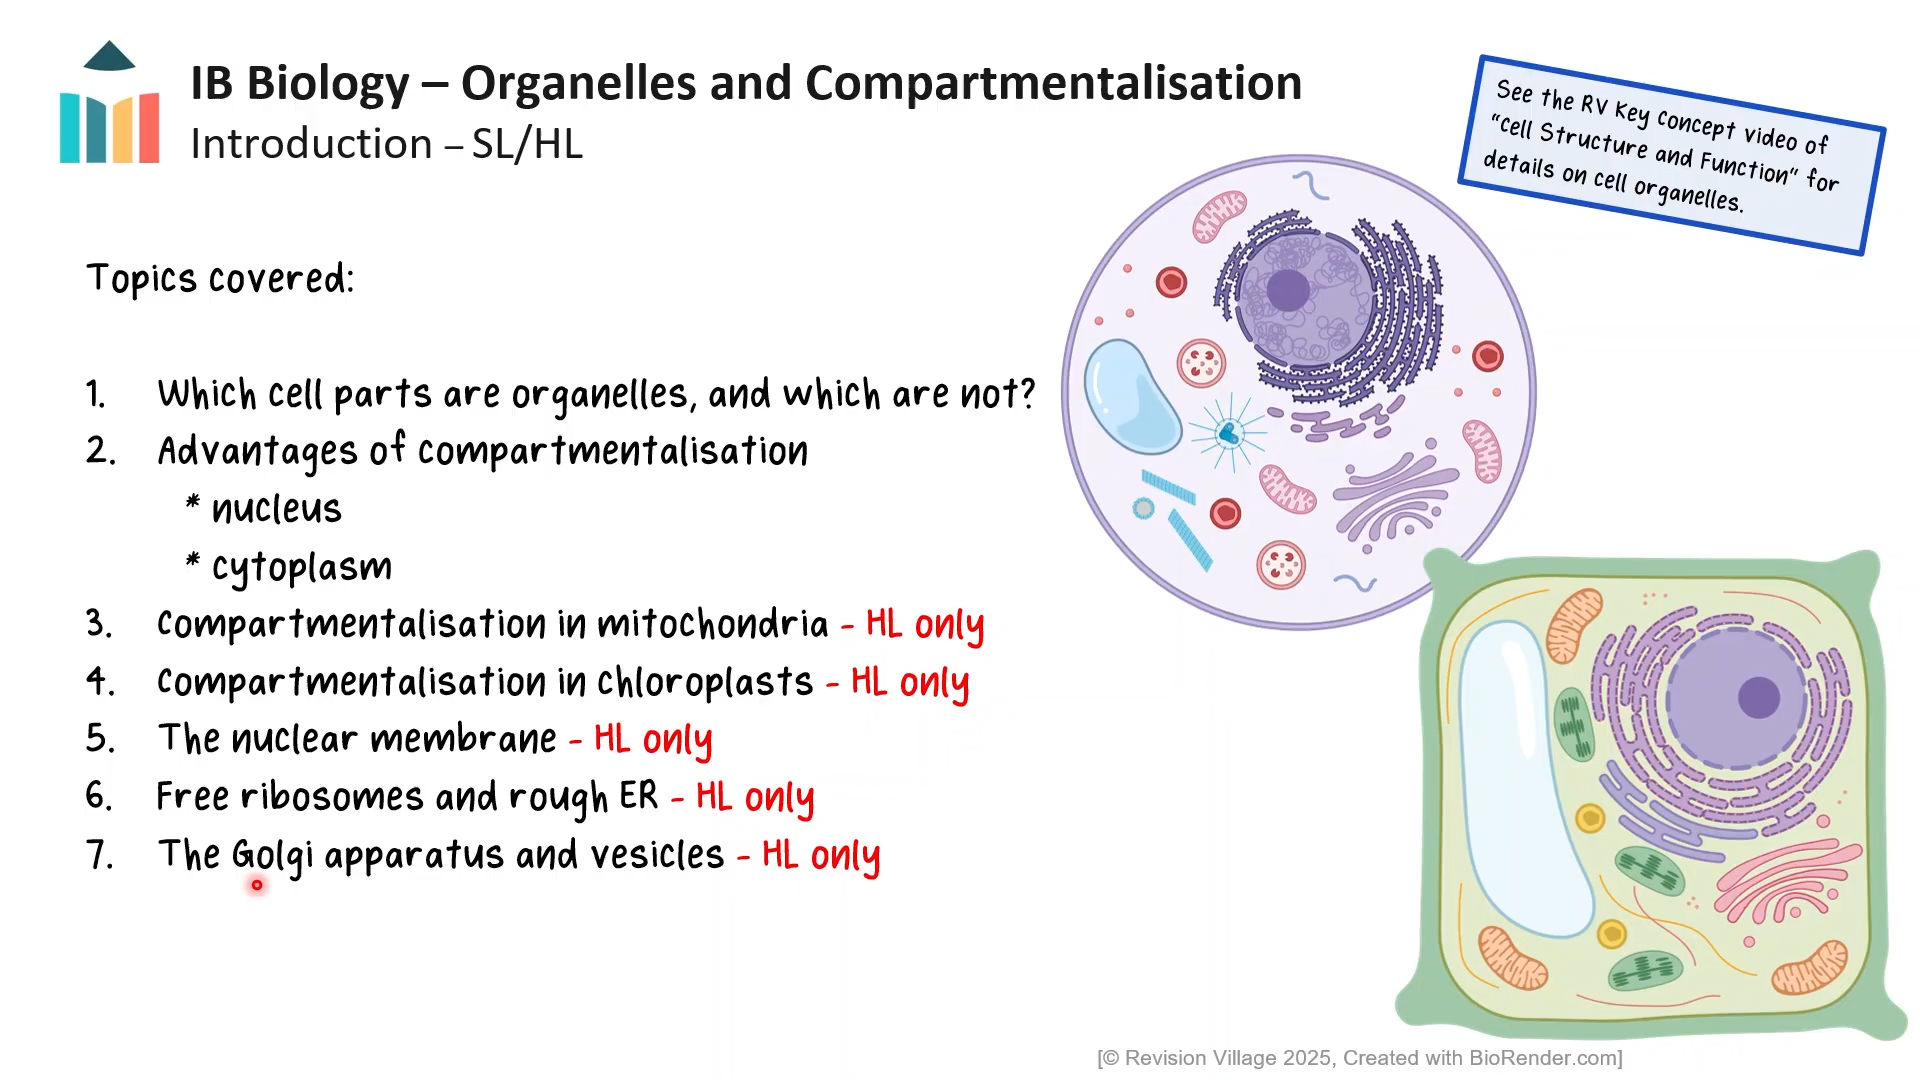 IB Biology – Organelles and Compartmentalisation
Introduction – SL/HL
See the RV Key Concept video of
“Cell Structure and Function” for
details on cell organelles.
Topics covered:
1. Which cell parts are organelles, and which are not?
2. Advantages of compartmentalisation
* nucleus
* cytoplasm
3. Compartmentalisation in mitochondria - HL only
4. Compartmentalisation in chloroplasts - HL only
5. The nuclear membrane - HL only
6. Free ribosomes and rough ER - HL only
7. The Golgi apparatus and vesicles - HL only
[© Revision Village 2025, Created with BioRender.com]